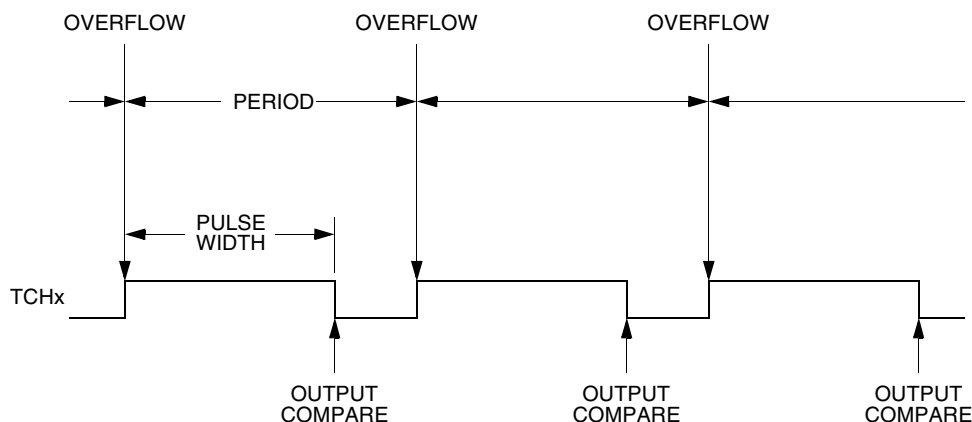 OVERFLOW OVERFLOW OVERFLOW
PERIOD
PULSE
WIDTH
TCHx
OUTPUT
COMPARE
OUTPUT
COMPARE
OUTPUT
COMPARE